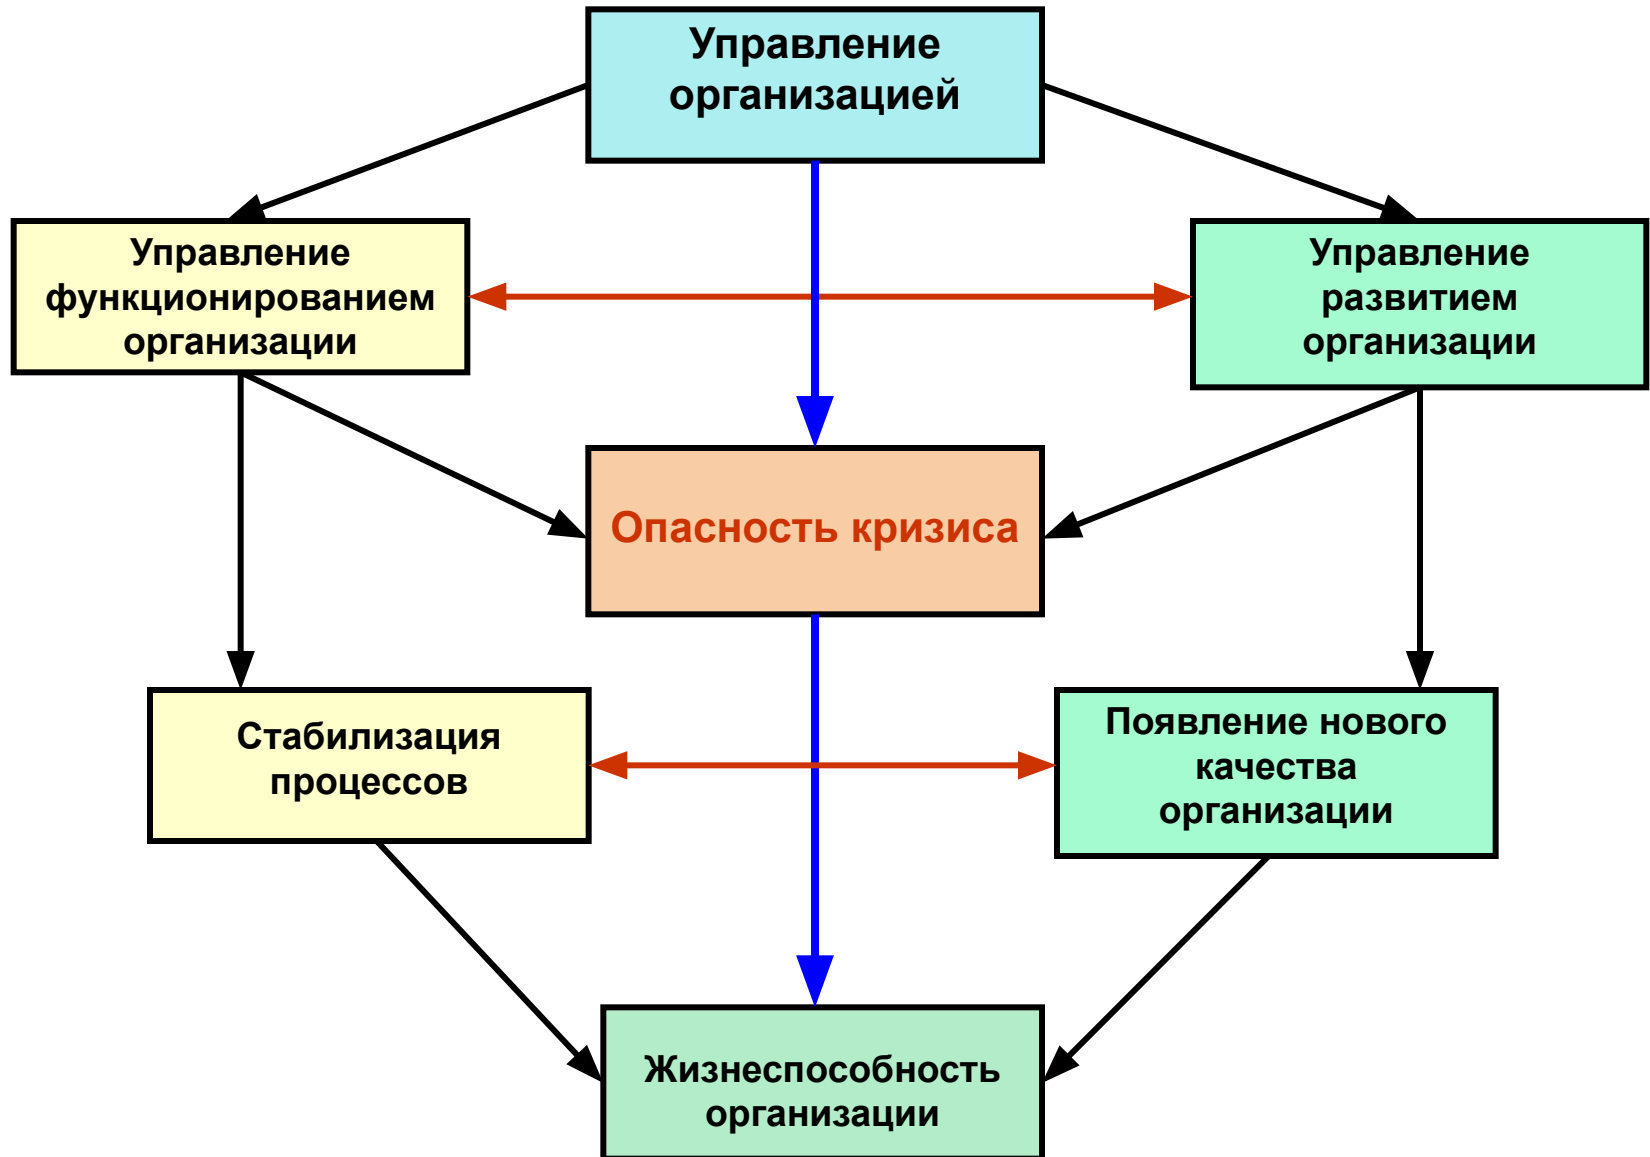 Управление
организацией
Управление
функционированием
организации
Управление
развитием
организации
Опасность кризиса
Стабилизация
процессов
Появление нового
качества
организации
Жизнеспособность
организации